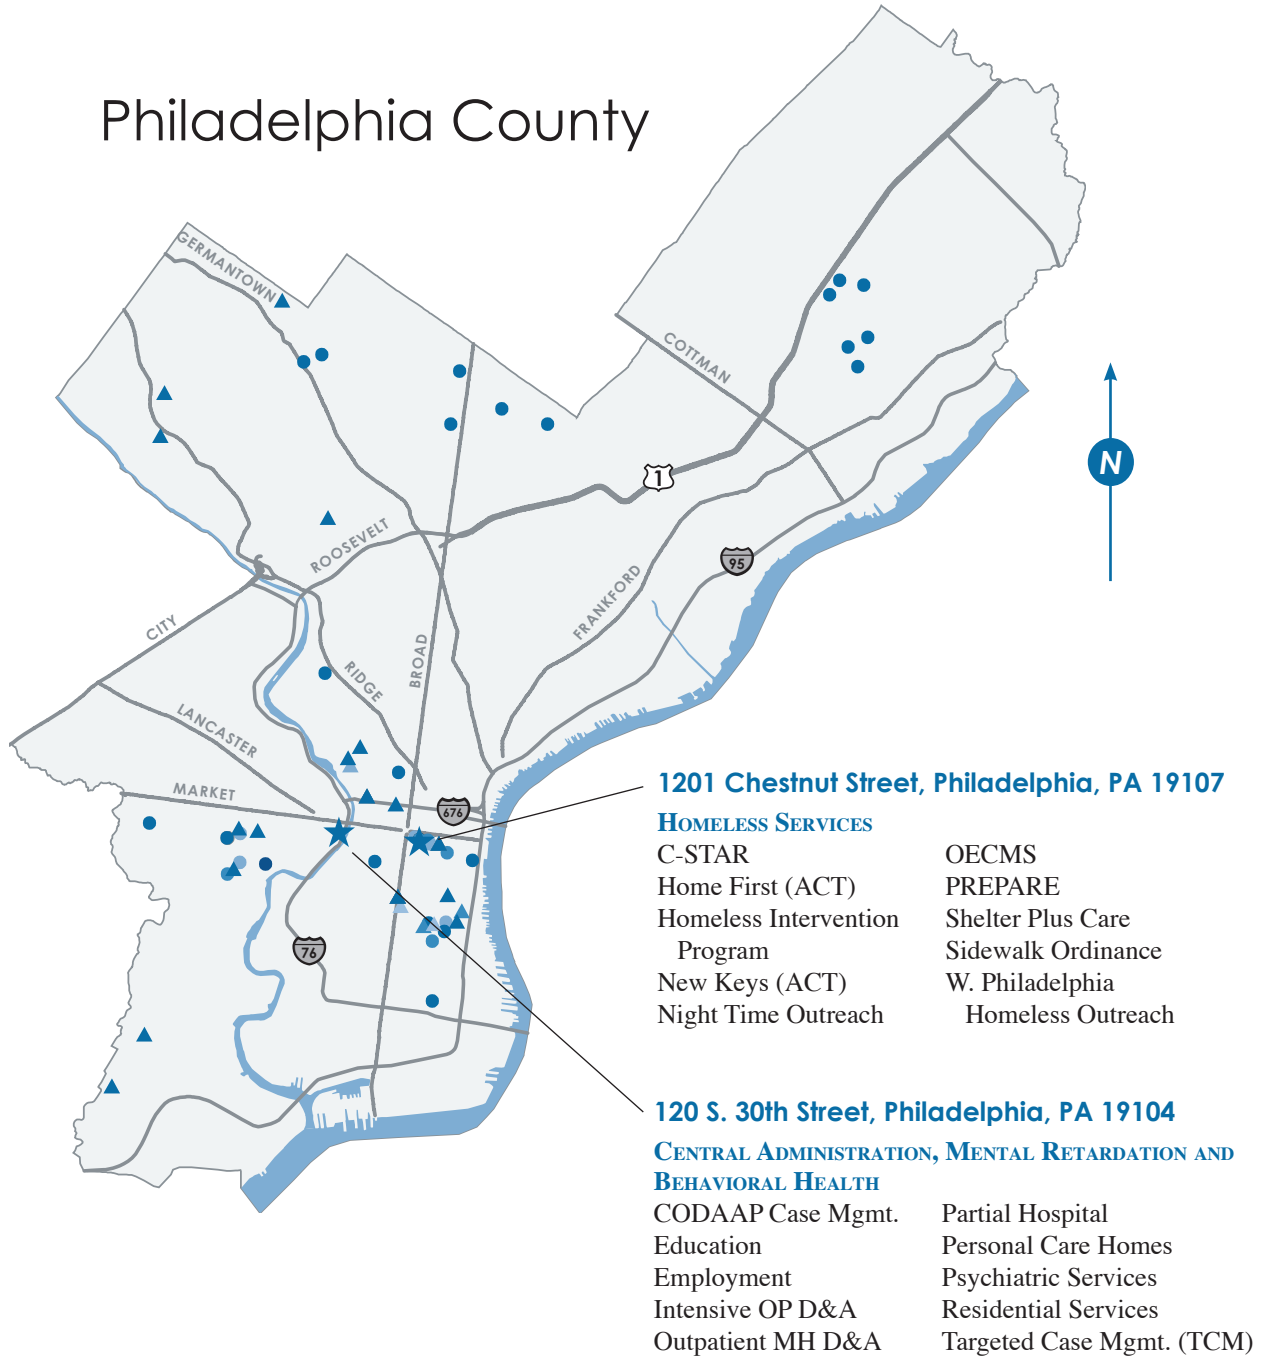 Philadelphia County
GERMANTOWN
COTTMAN
N
1
ROOSEVELT
95
FRANKFORD
CITY
BROAD
RIDGE
LANCASTER
MARKET
676
76
1201 Chestnut Street, Philadelphia, PA 19107
HOMELESS SERVICES
C-STAR
Home First (ACT)
Homeless Intervention
Program
New Keys (ACT)
Night Time Outreach
OECMS
PREPARE
Shelter Plus Care
Sidewalk Ordinance
W. Philadelphia
Homeless Outreach
120 S. 30th Street, Philadelphia, PA 19104
CENTRAL ADMINISTRATION, MENTAL RETARDATION AND
BEHAVIORAL HEALTH
CODAAP Case Mgmt.
Education
Employment
Intensive OP D&A
Outpatient MH D&A
Partial Hospital
Personal Care Homes
Psychiatric Services
Residential Services
Targeted Case Mgmt. (TCM)